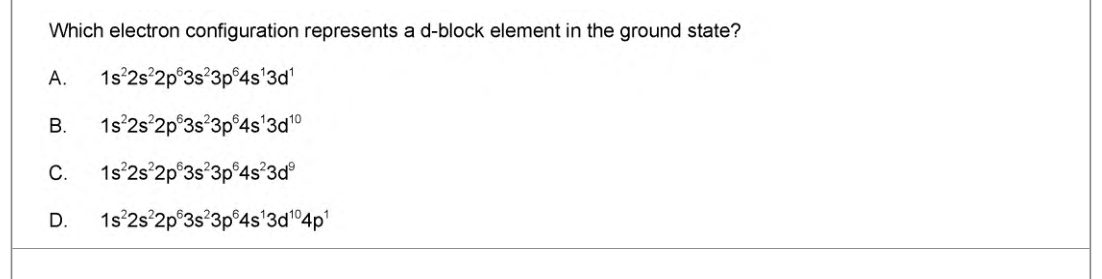 Which electron configuration represents a d-block element in the ground state?
A. 1s²2s²2p⁶3s²3p⁶4s¹3d¹
B. 1s²2s²2p⁶3s²3p⁶4s¹3d¹⁰
C. 1s²2s²2p⁶3s²3p⁶4s²3d⁹
D. 1s²2s²2p⁶3s²3p⁶4s¹3d¹⁰4p¹